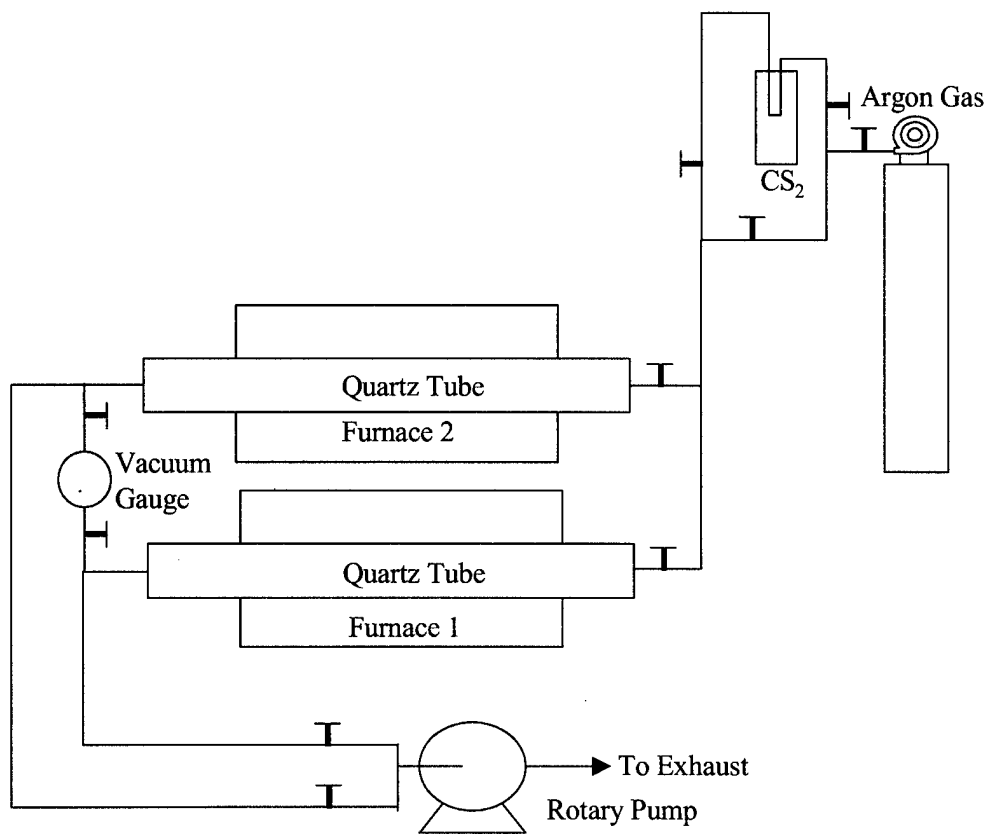 Argon Gas
CS₂
Quartz Tube
Furnace 2
Vacuum
Gauge
Quartz Tube
Furnace 1
To Exhaust
Rotary Pump